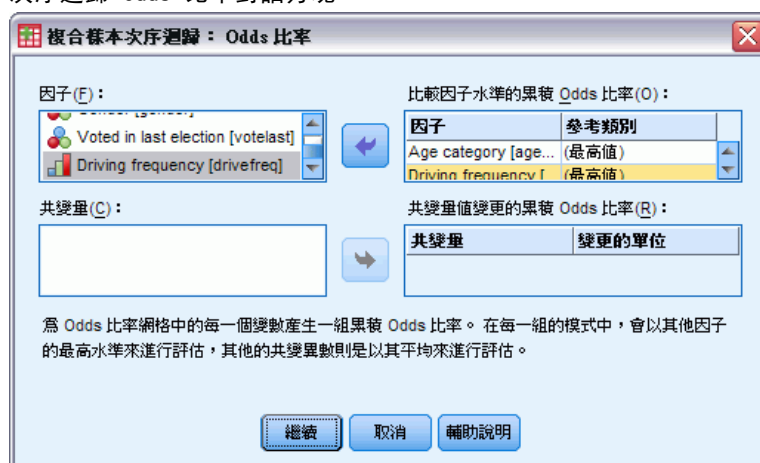 複合樣本次序迴歸： Odds 比率
因子(F)：
Voted in last election [votelast]
Driving frequency [drivefreq]
比較因子水準的累積 Odds 比率(O)：
因子 參考類別
Age category [age... (最高值)
Driving frequency [ (最高值)
共變量(C)：
共變量值變更的累積 Odds 比率(R)：
共變量 變更的單位
為 Odds 比率網格中的每一個變數產生一組累積 Odds 比率。 在每一組的模式中，會以其他因子
的最高水準來進行評估，其他的共變異數則是以其平均來進行評估。
繼續 取消 輔助說明